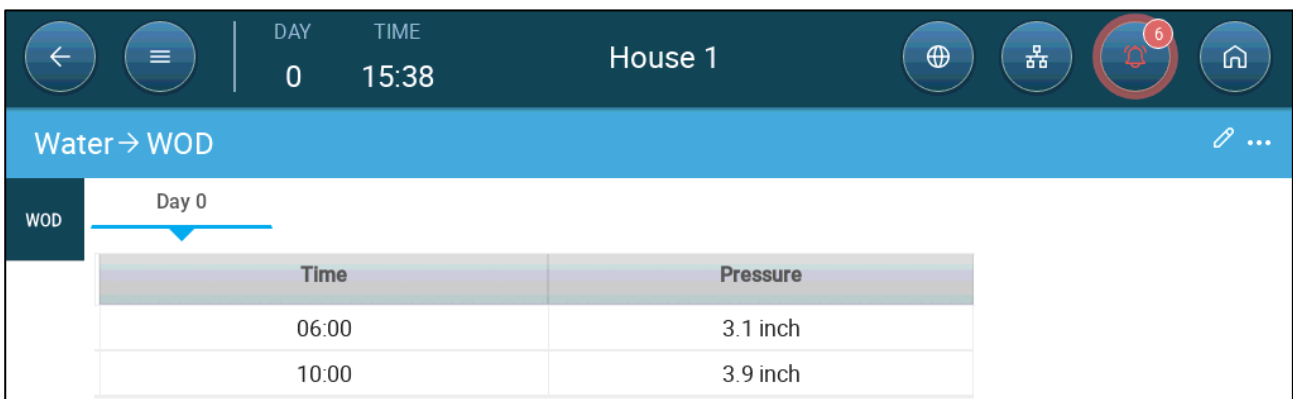 DAY TIME
0 15:38
House 1
6
Water → WOD
WOD
Day 0
Time Pressure
06:00 3.1 inch
10:00 3.9 inch